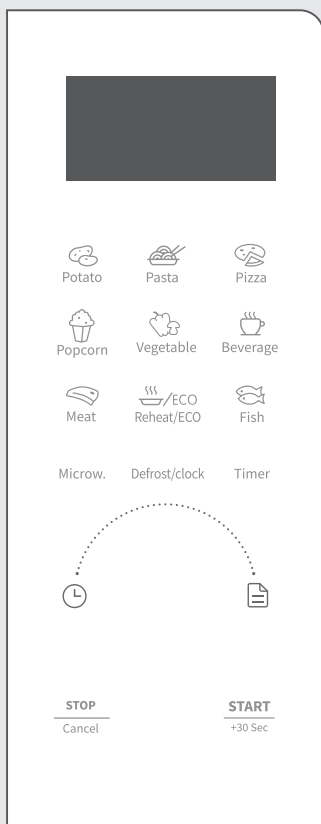 Potato Pasta Pizza
Popcorn Vegetable Beverage
/ECO
Meat Reheat/ECO Fish
Microw. Defrost/clock Timer
STOP START
Cancel +30 Sec